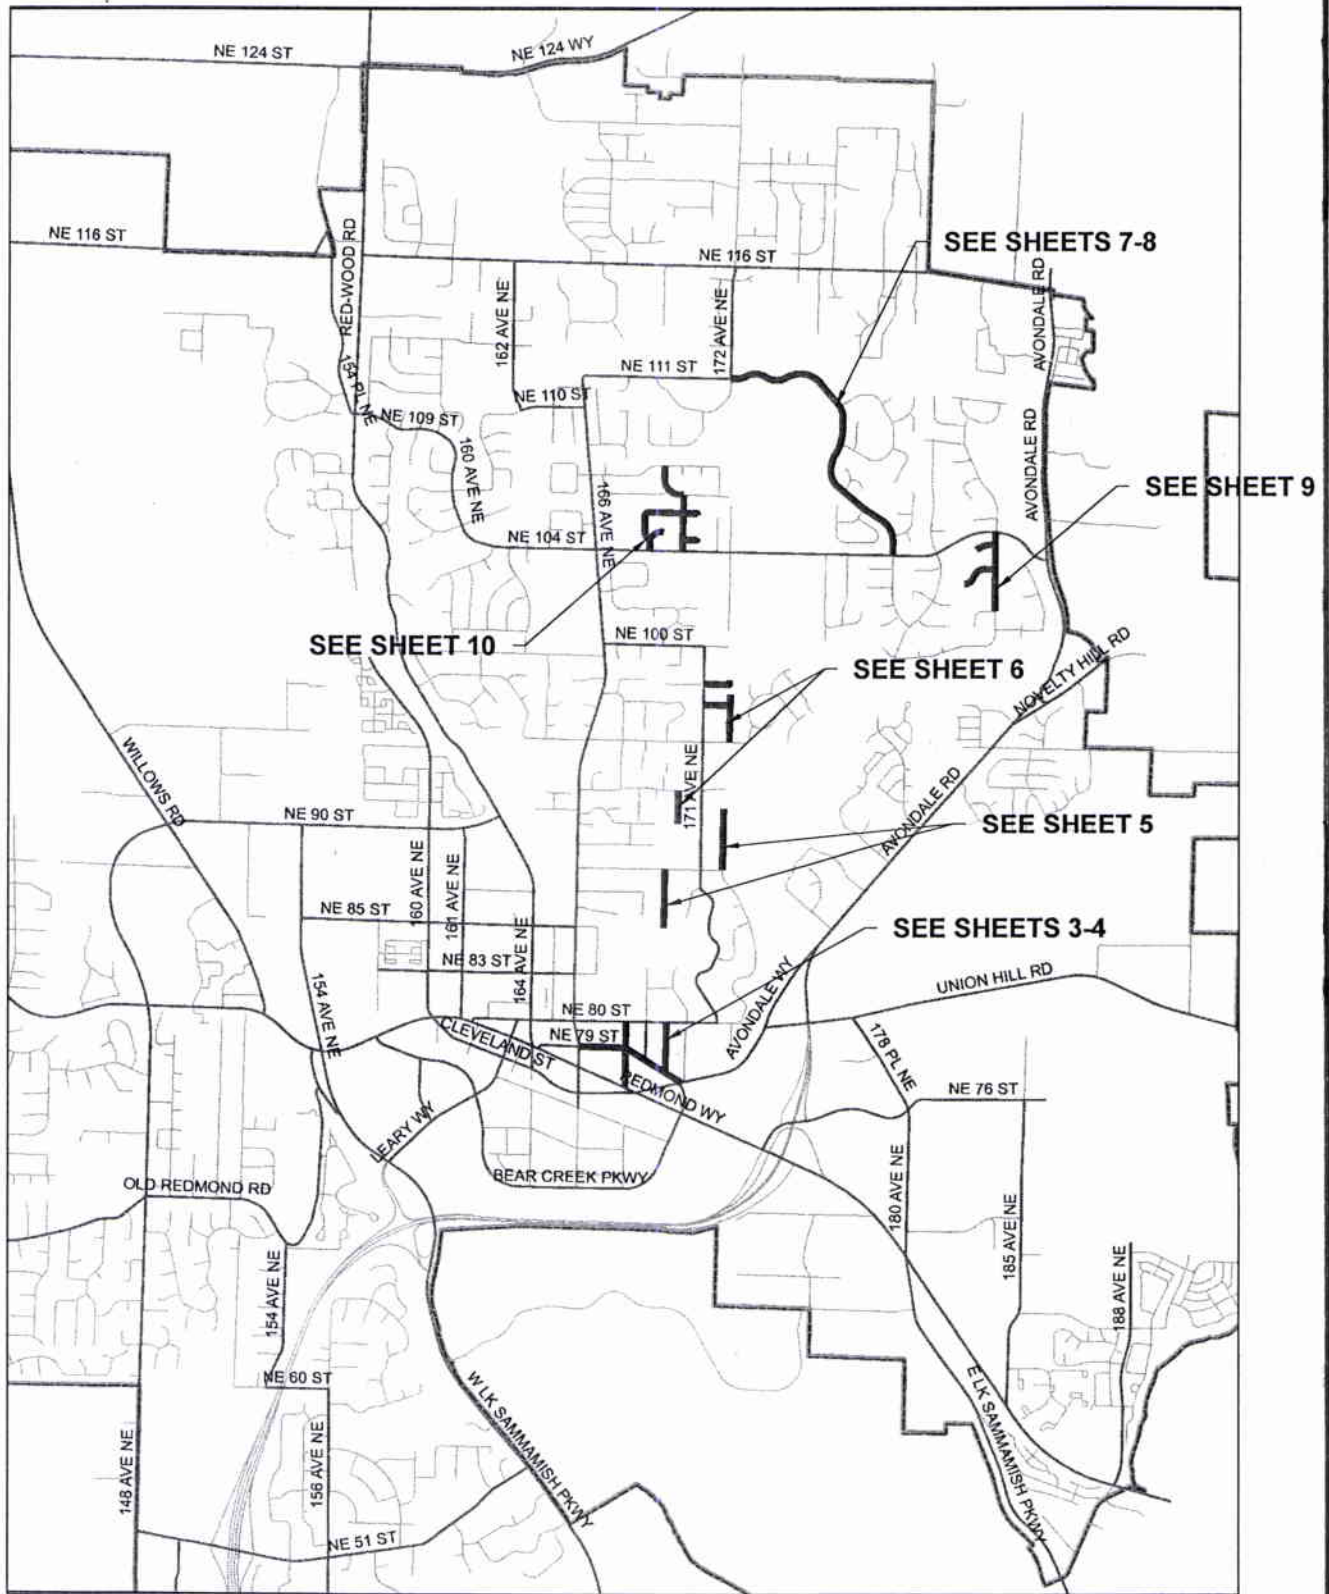 NE 124 ST
NE 124 WY
NE 116 ST
RED-WOOD RD
SEE SHEETS 7-8
NE 116 ST
AVONDALE RD
162 AVE NE
172 AVE NE
NE 111 ST
154 PL NE
NE 110 ST
NE 109 ST
160 AVE NE
AVONDALE RD
166 AVE NE
SEE SHEET 9
NE 104 ST
SEE SHEET 10
NE 100 ST
SEE SHEET 6
NOVELTY HILL RD
WILLOWS RD
171 AVE NE
AVONDALE RD
NE 90 ST
SEE SHEET 5
160 AVE NE
161 AVE NE
NE 85 ST
164 AVE NE
SEE SHEETS 3-4
NE 83 ST
UNION HILL RD
154 AVE NE
AVONDALE WY
NE 80 ST
NE 79 ST
CLEVELAND ST
178 PL NE
REDMOND WY
NE 76 ST
LEARY WY
BEAR CREEK PKWY
OLD REDMOND RD
180 AVE NE
185 AVE NE
154 AVE NE
188 AVE NE
NE 60 ST
W LK SAMMAMISH PKWY
E LK SAMMAMISH PKWY
148 AVE NE
156 AVE NE
NE 51 ST